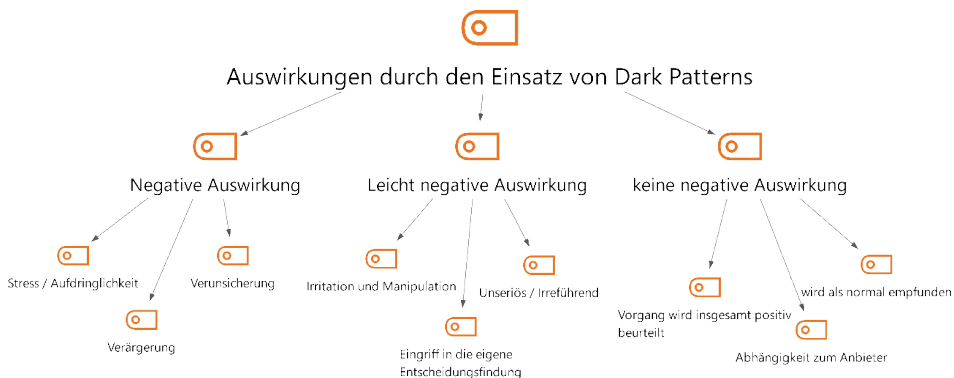 Auswirkungen durch den Einsatz von Dark Patterns
Negative Auswirkung
Leicht negative Auswirkung
keine negative Auswirkung
Stress / Aufdringlichkeit
Verunsicherung
Verärgerung
Irritation und Manipulation
Unseriös / Irreführend
Eingriff in die eigene
Entscheidungsfindung
Vorgang wird insgesamt positiv
beurteilt
wird als normal empfunden
Abhängigkeit zum Anbieter